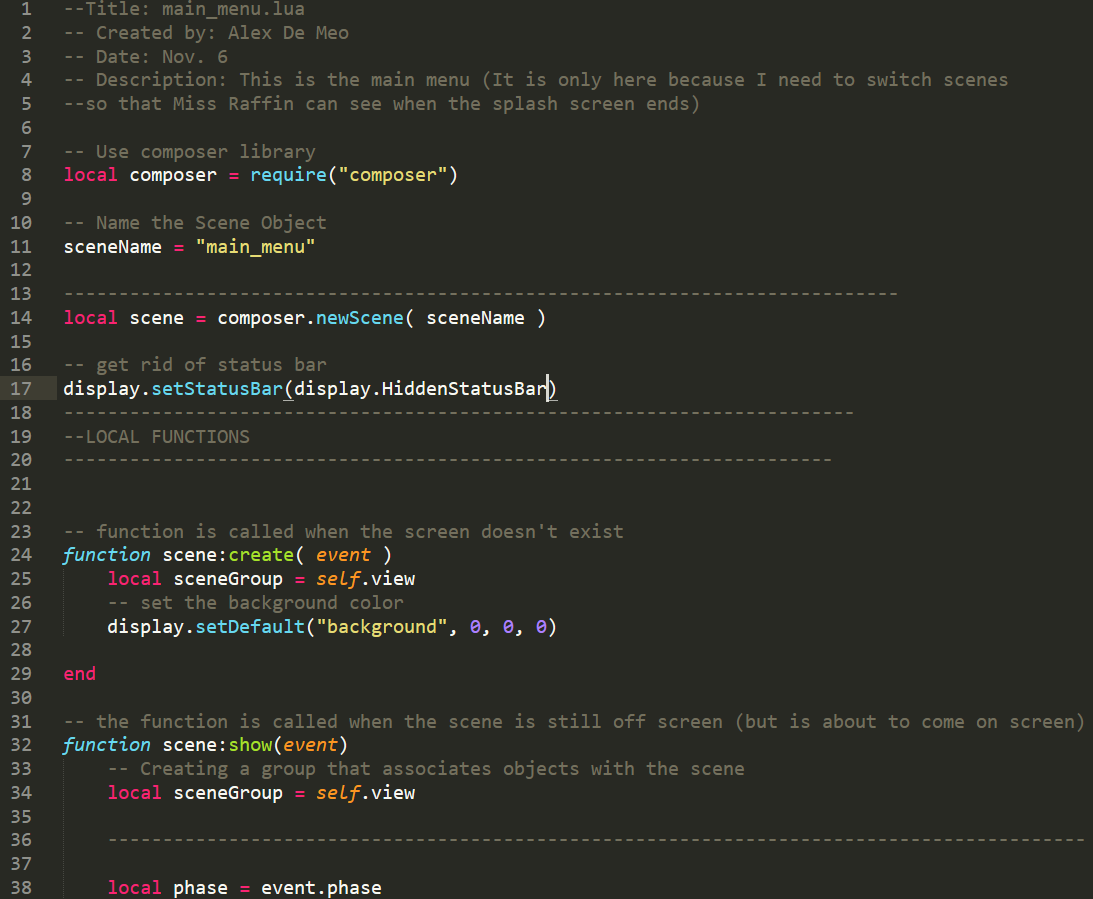 1 --Title: main_menu.lua
2 -- Created by: Alex De Meo
3 -- Date: Nov. 6
4 -- Description: This is the main menu (It is only here because I need to switch scenes
5 --so that Miss Raffin can see when the splash screen ends)
6
7 -- Use composer library
8 local composer = require("composer")
9
10 -- Name the Scene Object
11 sceneName = "main_menu"
12
13 ----------------------------------------------------------------------------
14 local scene = composer.newScene( sceneName )
15
16 -- get rid of status bar
17 display.setStatusBar(display.HiddenStatusBar)
18 ------------------------------------------------------------------------
19 --LOCAL FUNCTIONS
20 ----------------------------------------------------------------------
21
22
23 -- function is called when the screen doesn't exist
24 function scene:create( event )
25     local sceneGroup = self.view
26     -- set the background color
27     display.setDefault("background", 0, 0, 0)
28
29 end
30
31 -- the function is called when the scene is still off screen (but is about to come on screen)
32 function scene:show(event)
33     -- Creating a group that associates objects with the scene
34     local sceneGroup = self.view
35
36     -----------------------------------------------------------------------------------------
37
38     local phase = event.phase